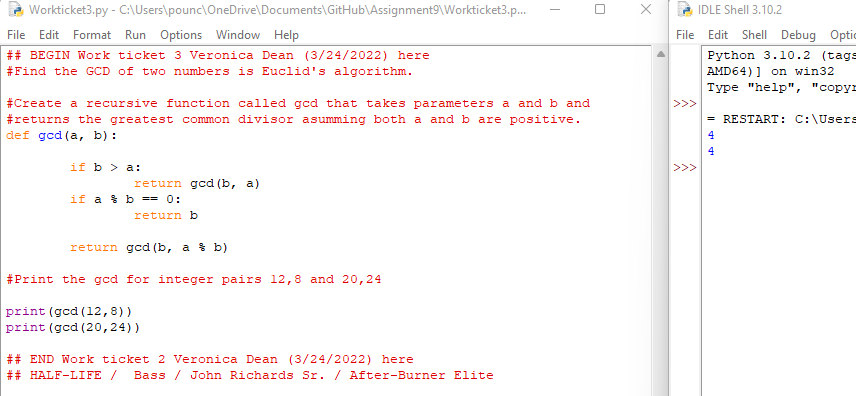 Workticket3.py - C:\Users\pounc\OneDrive\Documents\GitHub\Assignment9\Workticket3.p...
File Edit Format Run Options Window Help
## BEGIN Work ticket 3 Veronica Dean (3/24/2022) here
#Find the GCD of two numbers is Euclid's algorithm.
#Create a recursive function called gcd that takes parameters a and b and
#returns the greatest common divisor asumming both a and b are positive.
def gcd(a, b):
if b > a:
return gcd(b, a)
if a % b == 0:
return b
return gcd(b, a % b)
#Print the gcd for integer pairs 12,8 and 20,24
print(gcd(12,8))
print(gcd(20,24))
## END Work ticket 2 Veronica Dean (3/24/2022) here
## HALF-LIFE / Bass / John Richards Sr. / After-Burner Elite
IDLE Shell 3.10.2
File Edit Shell Debug Optio
Python 3.10.2 (tags
AMD64)] on win32
Type "help", "copyr
>>>
= RESTART: C:\Users
4
4
>>>